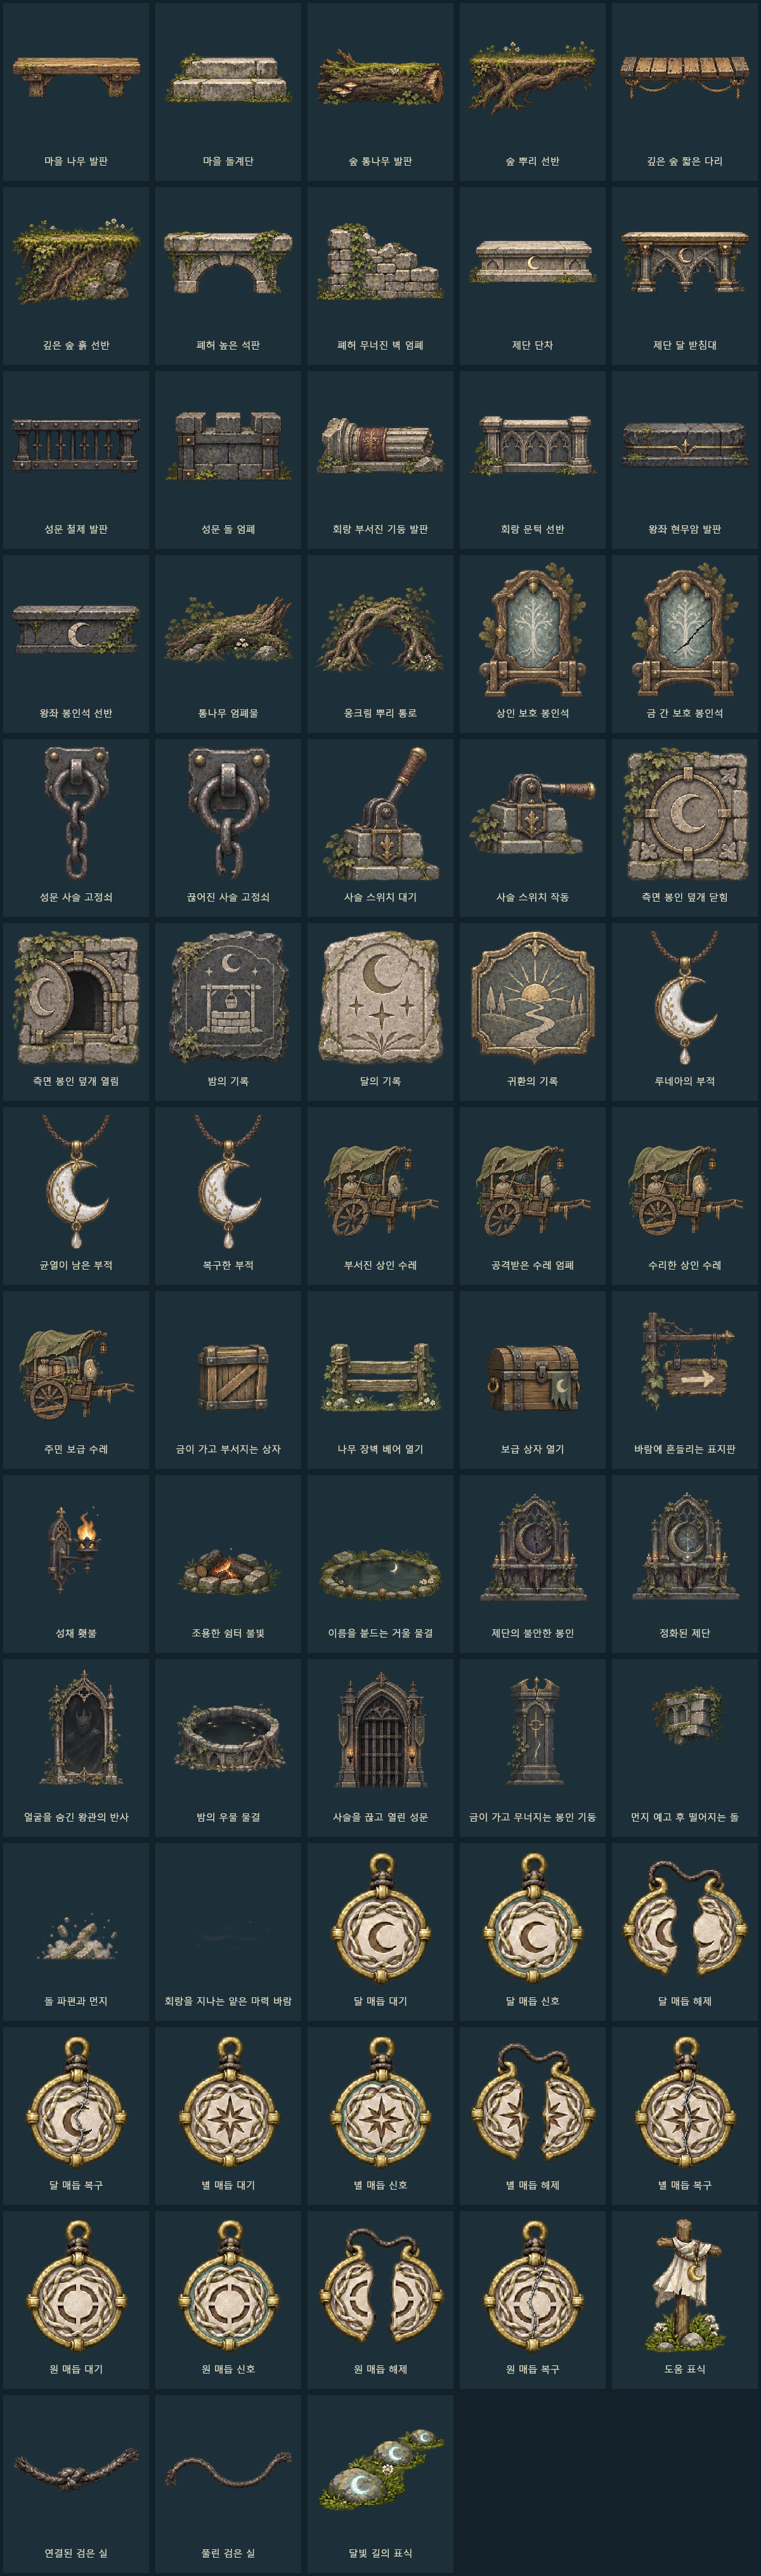 마을 나무 발판
마을 돌계단
숲 통나무 발판
숲 뿌리 선반
깊은 숲 짧은 다리
깊은 숲 흙 선반
폐허 높은 석판
폐허 무너진 벽 엄폐
제단 단차
제단 달 받침대
성문 철제 발판
성문 돌 엄폐
회랑 부서진 기둥 발판
회랑 문턱 선반
왕좌 현무암 발판
왕좌 봉인석 선반
통나무 엄폐물
웅크림 뿌리 통로
상인 보호 봉인석
금 간 보호 봉인석
성문 사슬 고정쇠
끊어진 사슬 고정쇠
사슬 스위치 대기
사슬 스위치 작동
측면 봉인 덮개 닫힘
측면 봉인 덮개 열림
밤의 기록
달의 기록
귀환의 기록
루네아의 부적
균열이 남은 부적
복구한 부적
부서진 상인 수레
공격받은 수레 엄폐
수리한 상인 수레
주민 보급 수레
금이 가고 부서지는 상자
나무 장벽 베어 열기
보급 상자 열기
바람에 흔들리는 표지판
성채 횃불
조용한 쉼터 불빛
이름을 붙드는 거울 물결
제단의 불안한 봉인
정화된 제단
얼굴을 숨긴 왕관의 반사
밤의 우물 물결
사슬을 끊고 열린 성문
금이 가고 무너지는 봉인 기둥
먼지 예고 후 떨어지는 돌
돌 파편과 먼지
회랑을 지나는 얕은 마력 바람
달 매듭 대기
달 매듭 신호
달 매듭 해제
달 매듭 복구
별 매듭 대기
별 매듭 신호
별 매듭 해제
별 매듭 복구
원 매듭 대기
원 매듭 신호
원 매듭 해제
원 매듭 복구
도움 표식
연결된 검은 실
풀린 검은 실
달빛 길의 표식